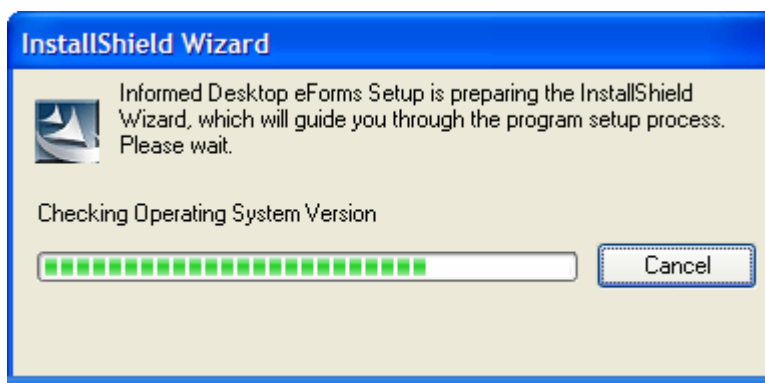 InstallShield Wizard
Informed Desktop eForms Setup is preparing the InstallShield
Wizard, which will guide you through the program setup process.
Please wait.
Checking Operating System Version
Cancel